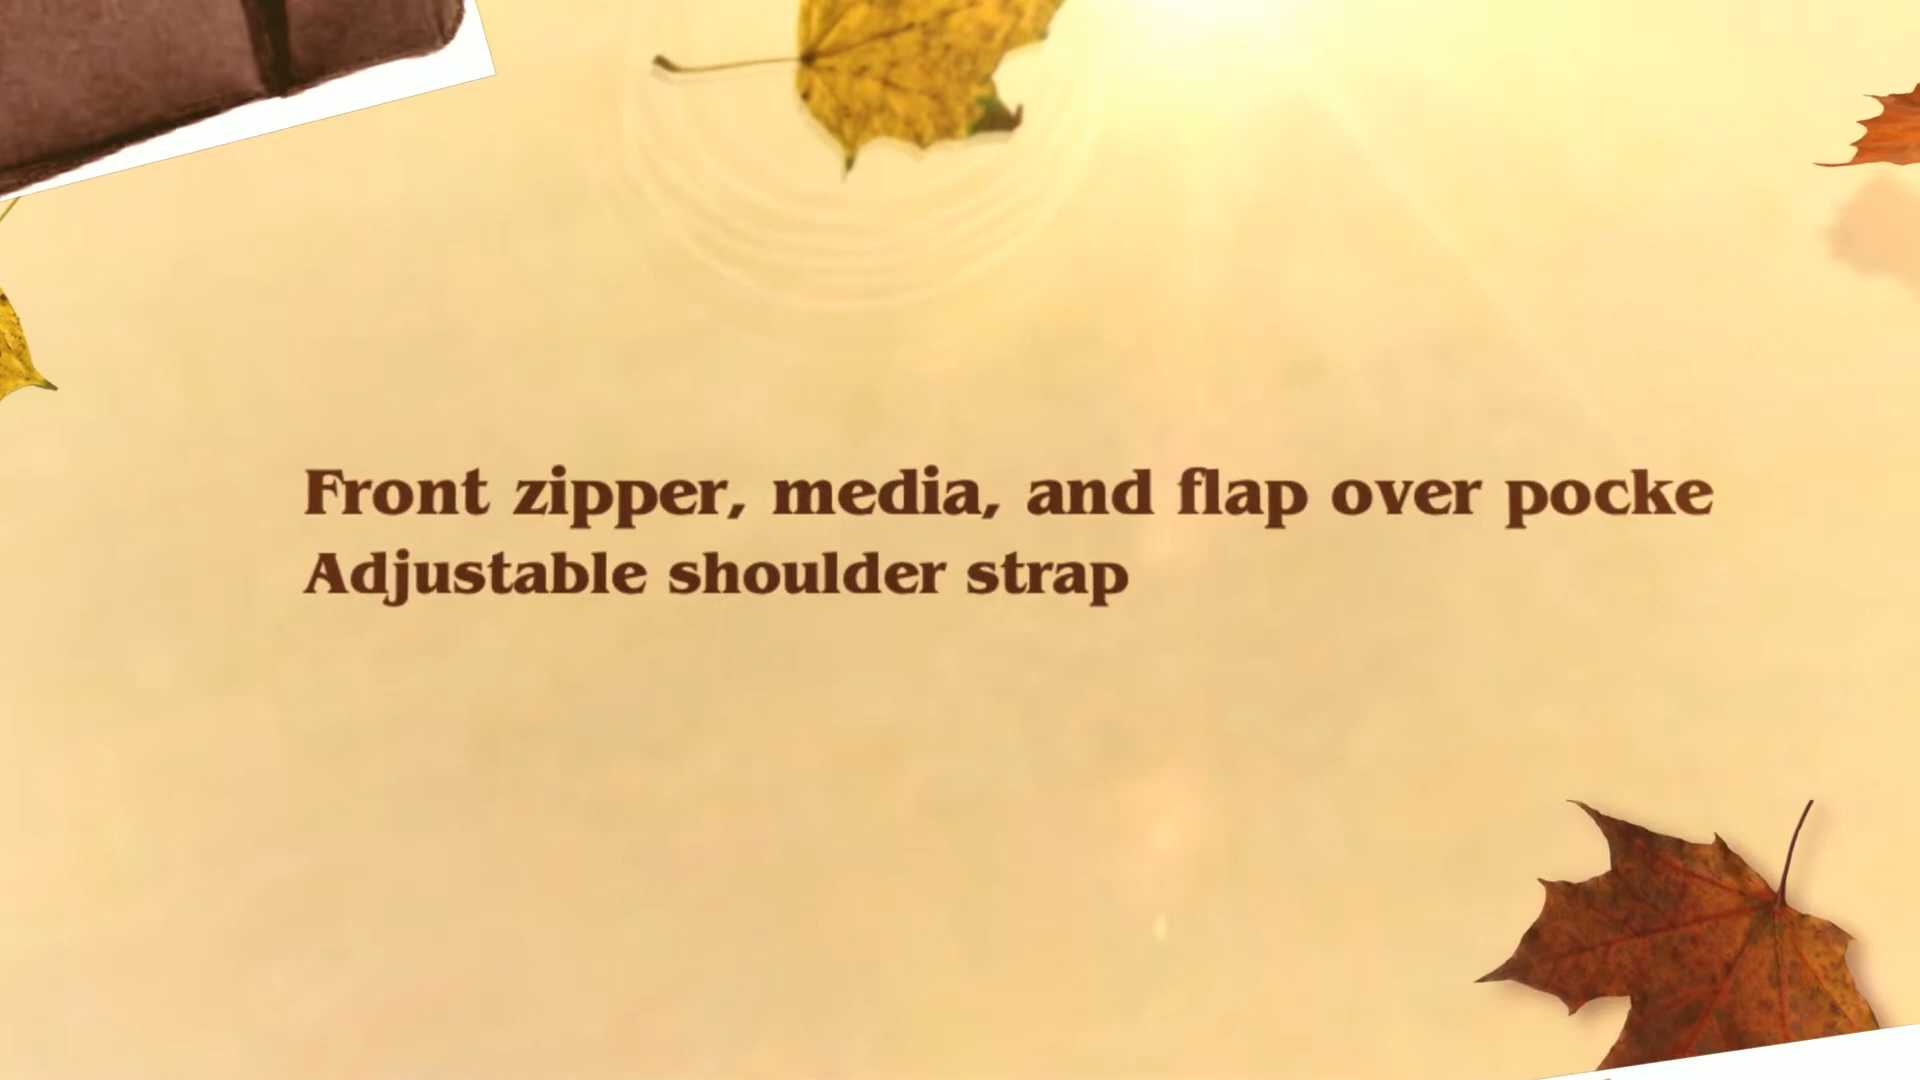 Front zipper, media, and flap over pocke
Adjustable shoulder strap